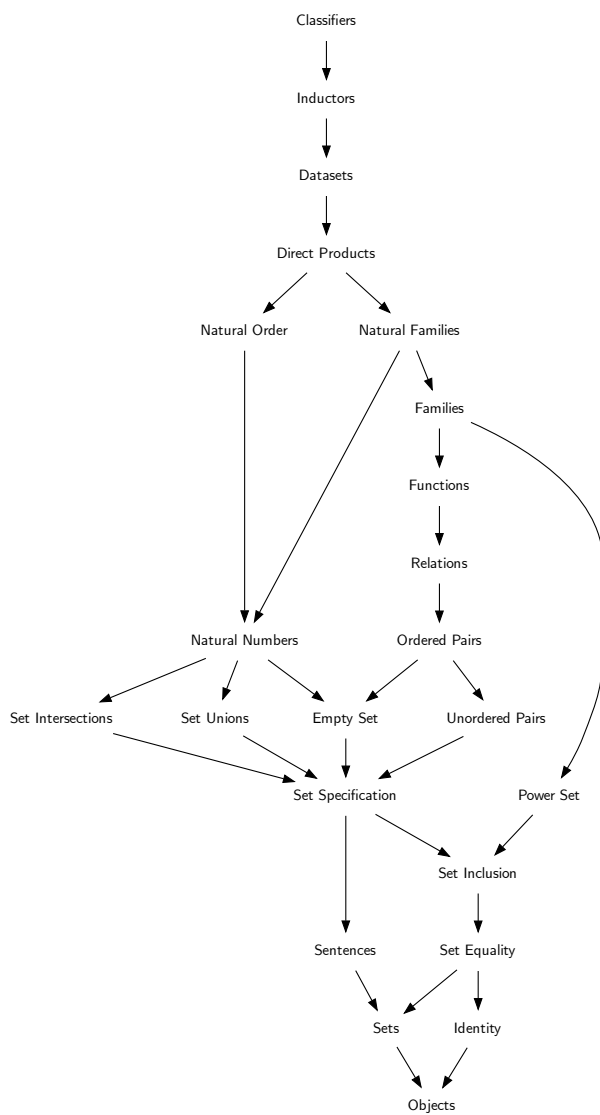 Classifiers
Inductors
Datasets
Direct Products
Natural Order
Natural Families
Families
Functions
Relations
Natural Numbers
Ordered Pairs
Set Intersections
Set Unions
Empty Set
Unordered Pairs
Set Specification
Power Set
Set Inclusion
Sentences
Set Equality
Sets
Identity
Objects